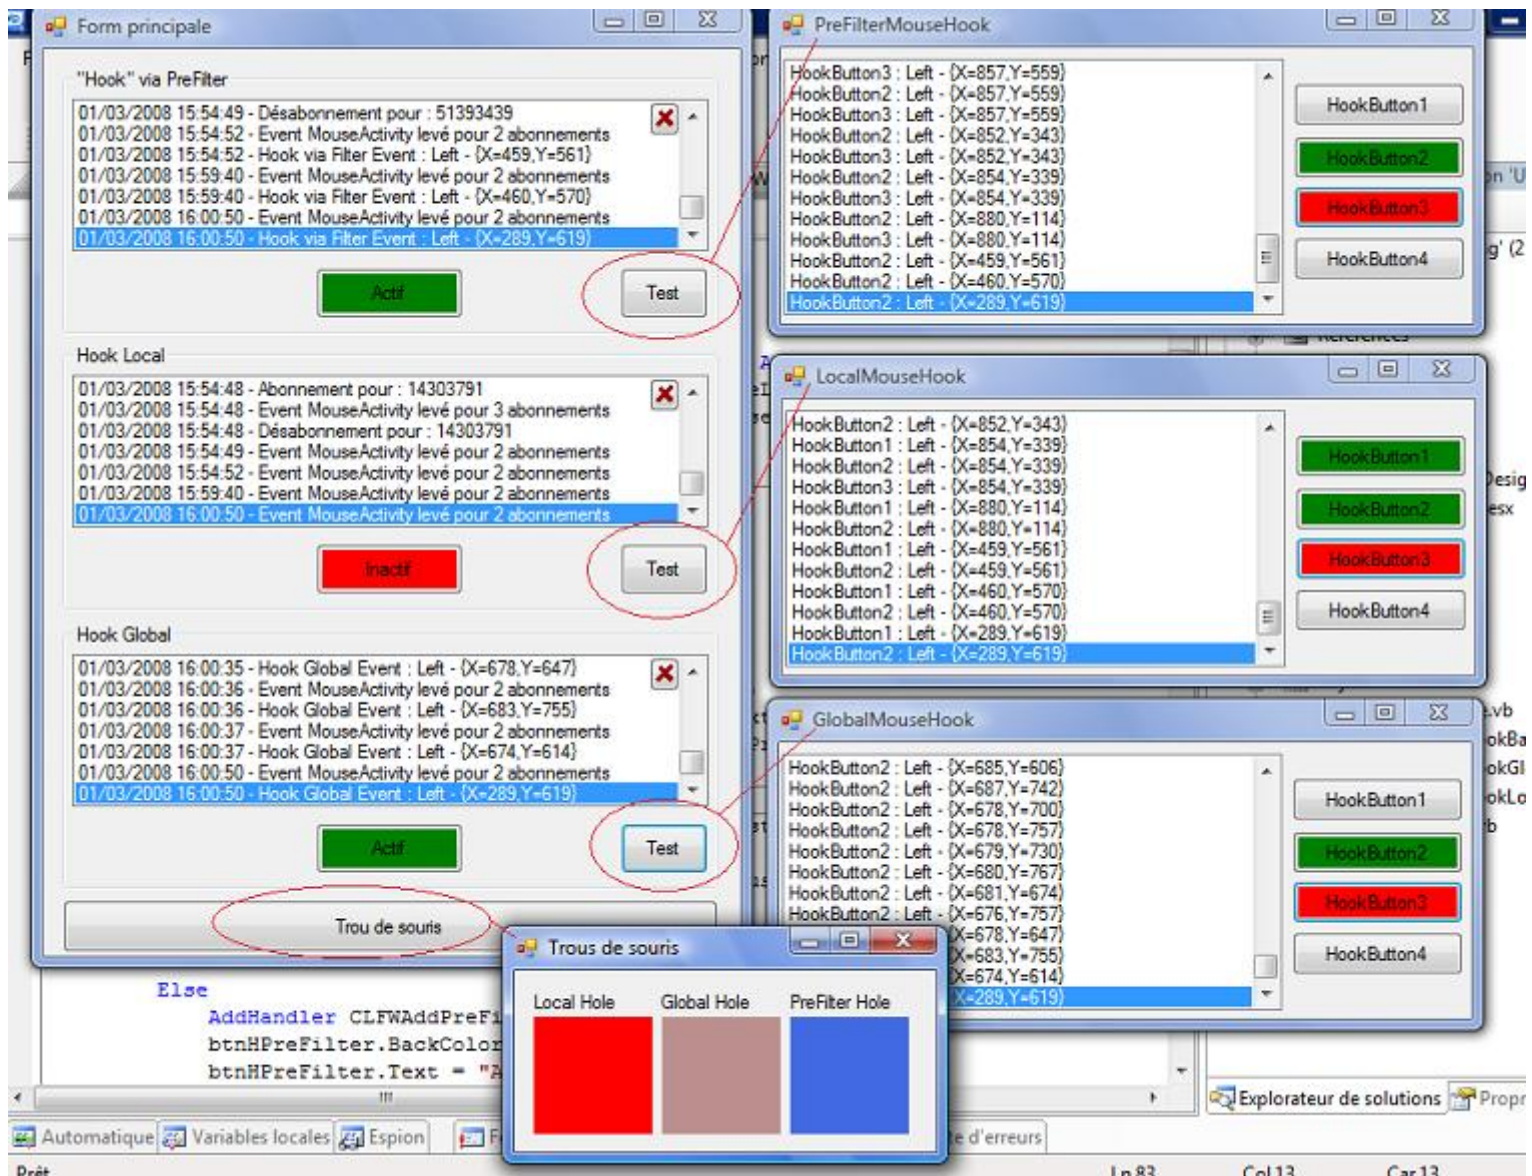 Form principale
"Hook" via PreFilter
01/03/2008 15:54:49 - Désabonnement pour : 51393439
01/03/2008 15:54:52 - Event MouseActivity levé pour 2 abonnements
01/03/2008 15:54:52 - Hook via Filter Event : Left - {X=459,Y=561}
01/03/2008 15:59:40 - Event MouseActivity levé pour 2 abonnements
01/03/2008 15:59:40 - Hook via Filter Event : Left - {X=460,Y=570}
01/03/2008 16:00:50 - Event MouseActivity levé pour 2 abonnements
01/03/2008 16:00:50 - Hook via Filter Event : Left - {X=289,Y=619}
Actif
Test
Hook Local
01/03/2008 15:54:48 - Abonnement pour : 14303791
01/03/2008 15:54:48 - Event MouseActivity levé pour 3 abonnements
01/03/2008 15:54:48 - Désabonnement pour : 14303791
01/03/2008 15:54:49 - Event MouseActivity levé pour 2 abonnements
01/03/2008 15:54:52 - Event MouseActivity levé pour 2 abonnements
01/03/2008 15:59:40 - Event MouseActivity levé pour 2 abonnements
01/03/2008 16:00:50 - Event MouseActivity levé pour 2 abonnements
Inactif
Test
Hook Global
01/03/2008 16:00:35 - Hook Global Event : Left - {X=678,Y=647}
01/03/2008 16:00:36 - Event MouseActivity levé pour 2 abonnements
01/03/2008 16:00:36 - Hook Global Event : Left - {X=683,Y=755}
01/03/2008 16:00:37 - Event MouseActivity levé pour 2 abonnements
01/03/2008 16:00:37 - Hook Global Event : Left - {X=674,Y=614}
01/03/2008 16:00:50 - Event MouseActivity levé pour 2 abonnements
01/03/2008 16:00:50 - Hook Global Event : Left - {X=289,Y=619}
Actif
Test
Trou de souris
PreFilterMouseHook
HookButton3 : Left - {X=857,Y=559}
HookButton2 : Left - {X=857,Y=559}
HookButton3 : Left - {X=857,Y=559}
HookButton2 : Left - {X=852,Y=343}
HookButton3 : Left - {X=852,Y=343}
HookButton2 : Left - {X=854,Y=339}
HookButton3 : Left - {X=854,Y=339}
HookButton2 : Left - {X=880,Y=114}
HookButton3 : Left - {X=880,Y=114}
HookButton2 : Left - {X=459,Y=561}
HookButton2 : Left - {X=460,Y=570}
HookButton2 : Left - {X=289,Y=619}
HookButton1
HookButton2
HookButton3
HookButton4
LocalMouseHook
HookButton2 : Left - {X=852,Y=343}
HookButton1 : Left - {X=854,Y=339}
HookButton2 : Left - {X=854,Y=339}
HookButton3 : Left - {X=854,Y=339}
HookButton1 : Left - {X=880,Y=114}
HookButton2 : Left - {X=880,Y=114}
HookButton1 : Left - {X=459,Y=561}
HookButton2 : Left - {X=459,Y=561}
HookButton1 : Left - {X=460,Y=570}
HookButton2 : Left - {X=460,Y=570}
HookButton1 : Left - {X=289,Y=619}
HookButton2 : Left - {X=289,Y=619}
HookButton1
HookButton2
HookButton3
HookButton4
GlobalMouseHook
HookButton2 : Left - {X=685,Y=606}
HookButton2 : Left - {X=687,Y=742}
HookButton2 : Left - {X=678,Y=700}
HookButton2 : Left - {X=678,Y=757}
HookButton2 : Left - {X=679,Y=730}
HookButton2 : Left - {X=680,Y=767}
HookButton2 : Left - {X=681,Y=674}
HookButton2 : Left - {X=676,Y=757}
X=678,Y=647}
X=683,Y=755}
X=674,Y=614}
X=289,Y=619}
HookButton1
HookButton2
HookButton3
HookButton4
Trous de souris
Local Hole
Global Hole
PreFilter Hole
Else
AddHandler CLFWAddPreFi
btnHPreFilter.BackColor
btnHPreFilter.Text = "A
Explorateur de solutions
Propr
Automatique
Variables locales
Espion
e d'erreurs
Prêt
Ln 83
Col 13
Car 13